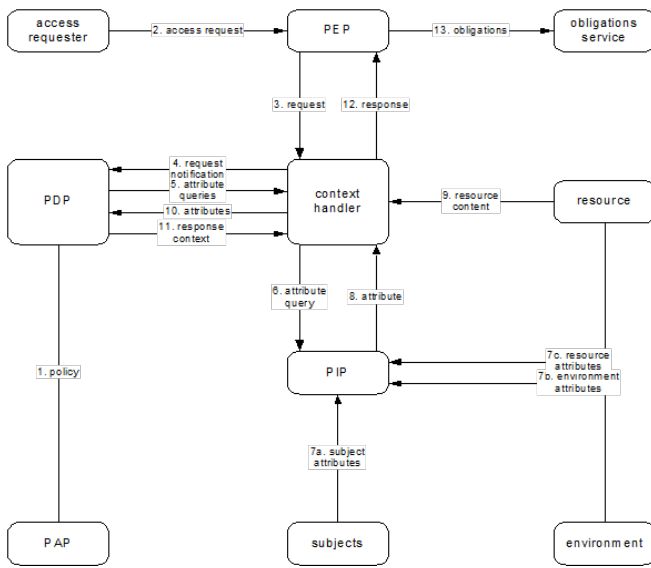 access
requester
2. access request
PEP
13. obligations
obligations
service
3. request
12. response
PDP
4. request
notification
5. attribute
queries
10. attributes
11. response
context
context
handler
9. resource
content
resource
6. attribute
query
8. attribute
1. policy
PIP
7c. resource
attributes
7b. environment
attributes
7a. subject
attributes
PAP
subjects
environment